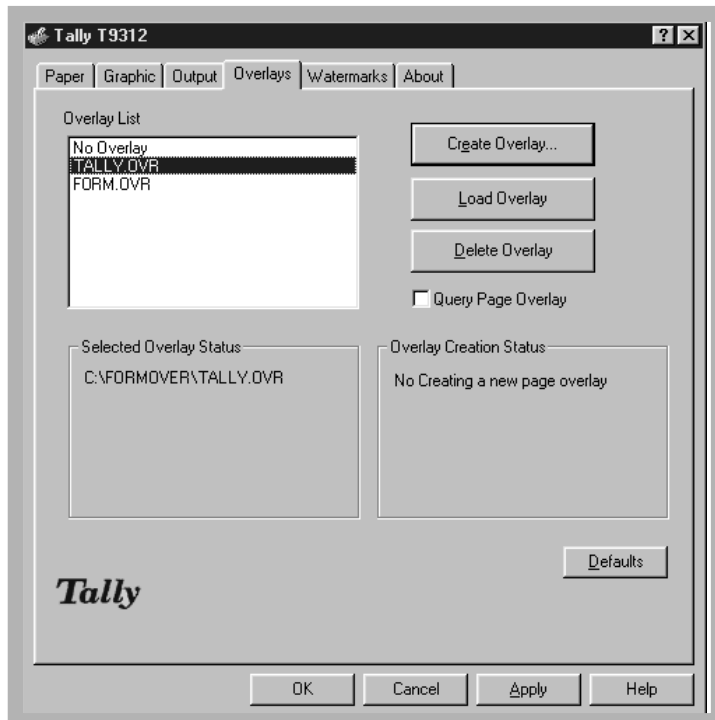 Tally T9312
Paper Graphic Output Overlays Watermarks About
Overlay List
No Overlay
TALLY.OVR
FORM.OVR
Create Overlay...
Load Overlay
Delete Overlay
Query Page Overlay
Selected Overlay Status
C:\FORMOVER\TALLY.OVR
Overlay Creation Status
No Creating a new page overlay
Defaults
Tally
OK Cancel Apply Help